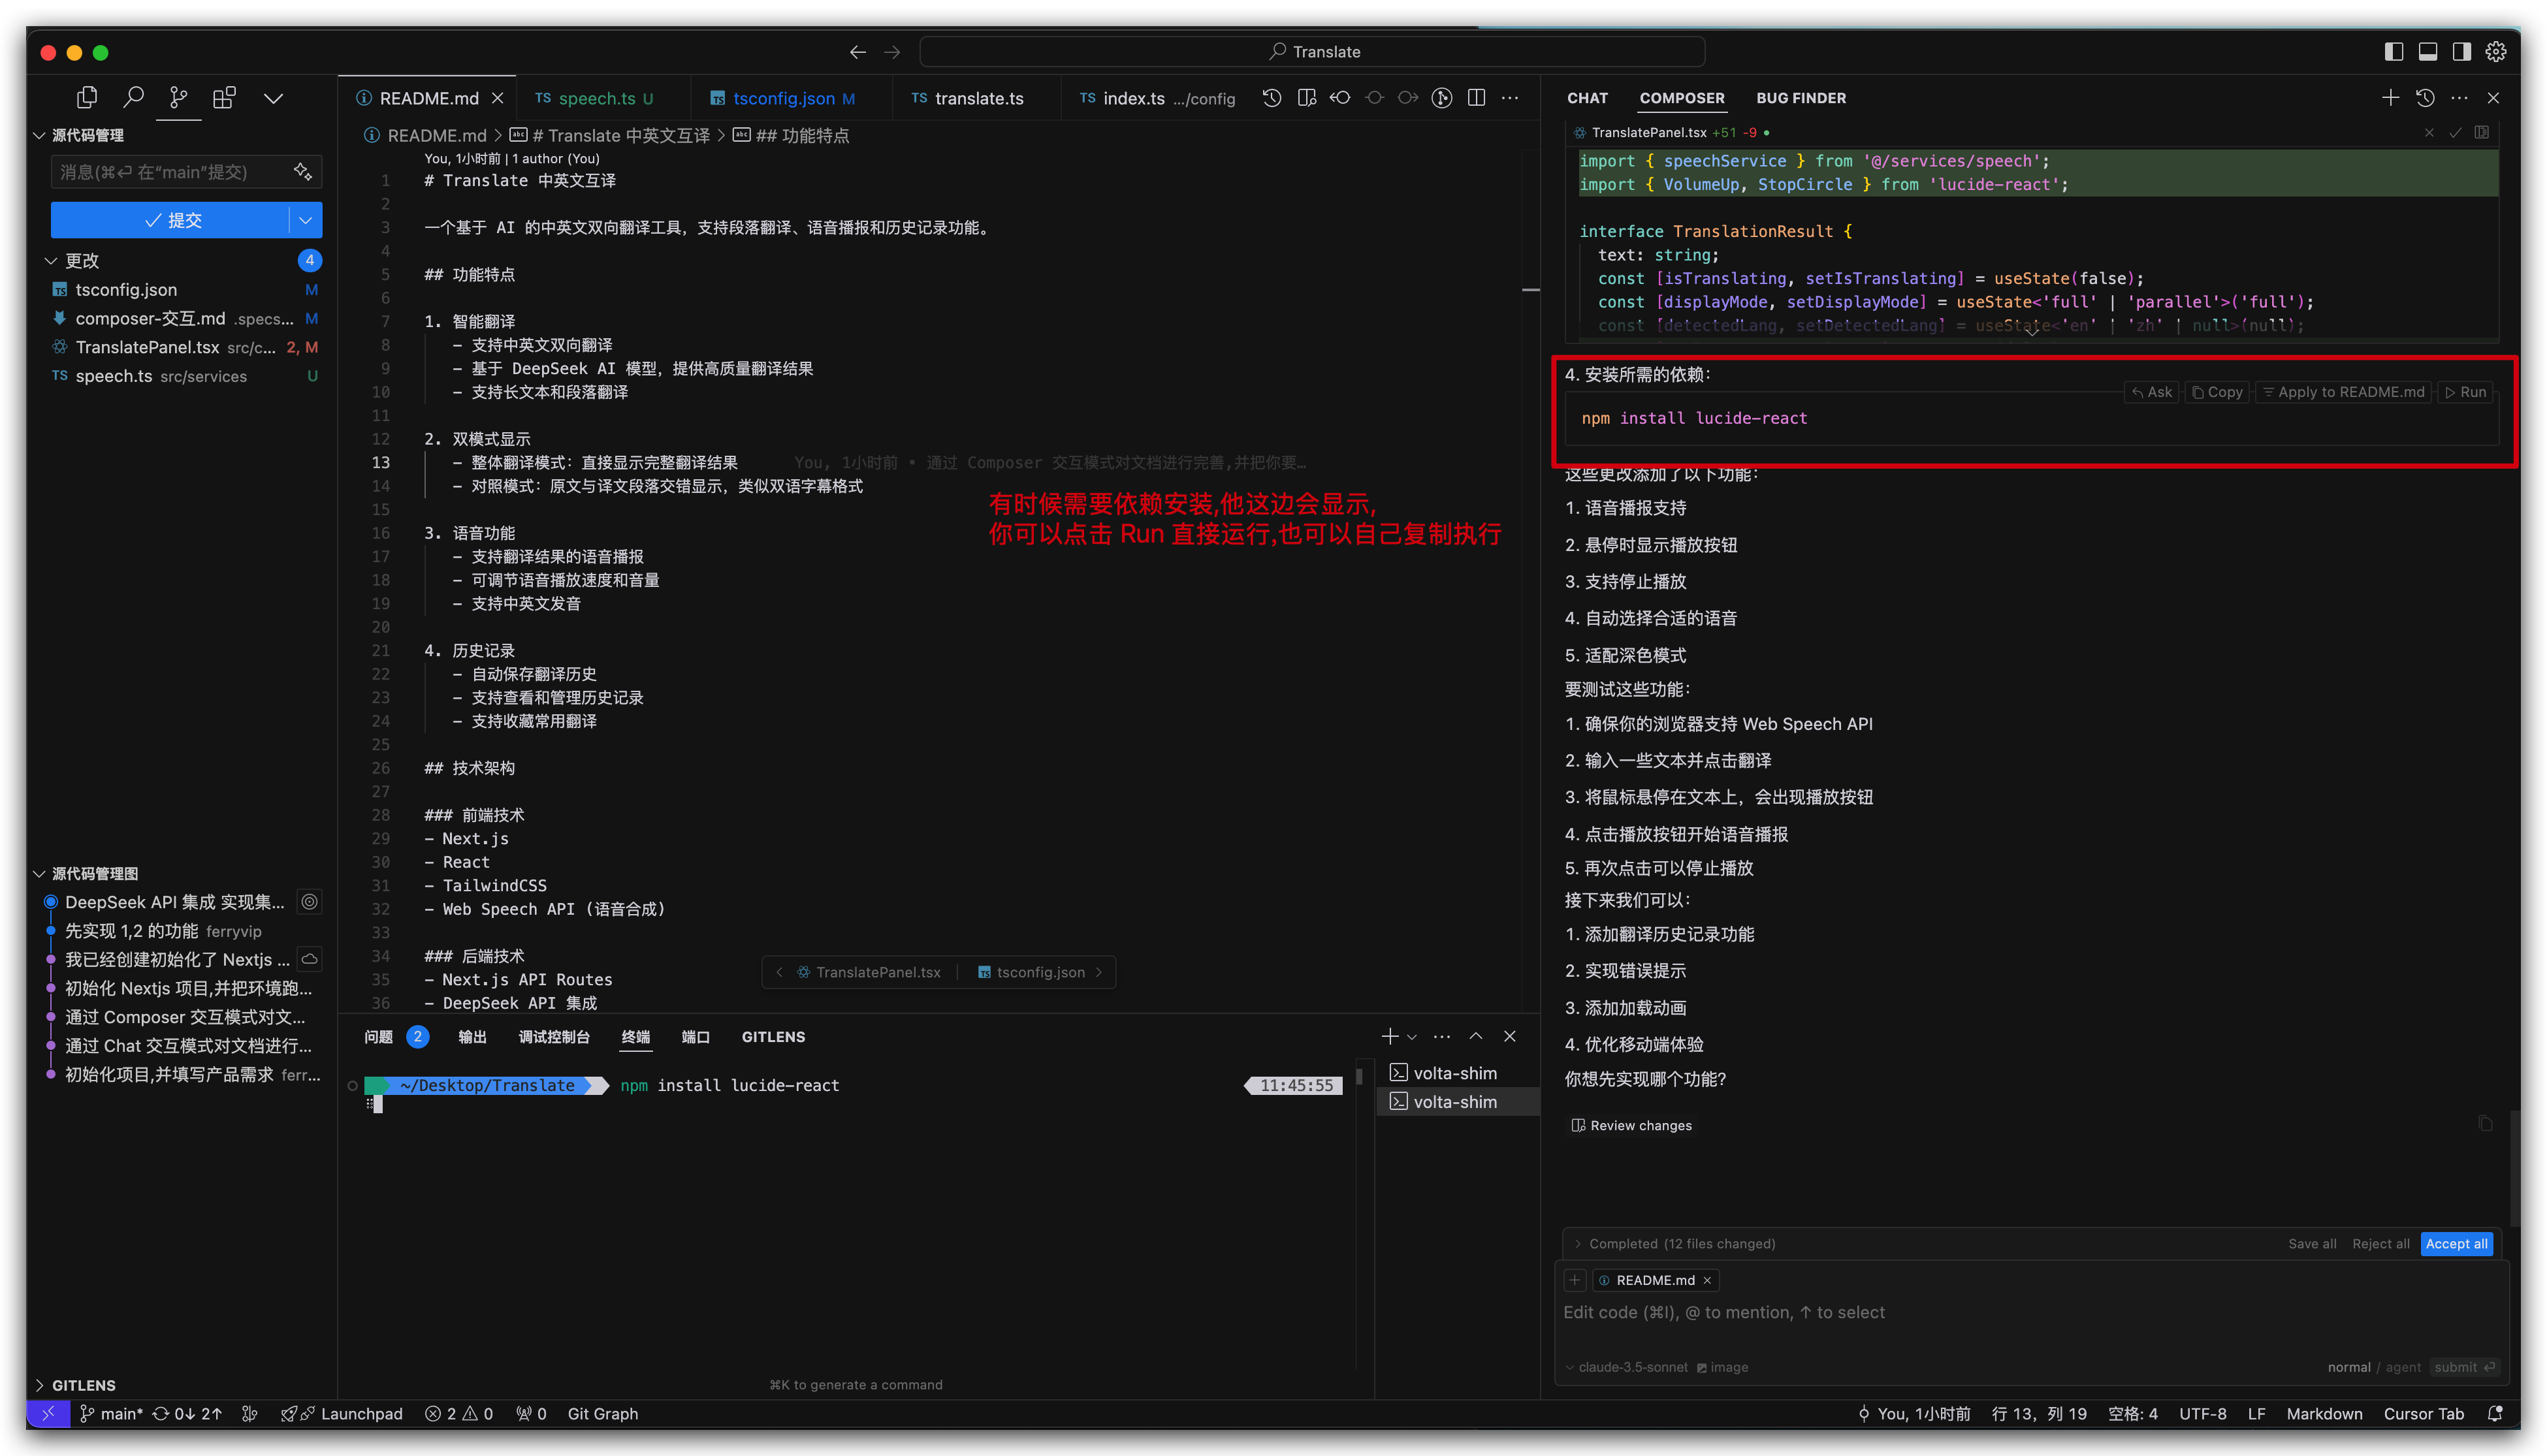 Translate
README.md
TS speech.ts U
tsconfig.json M
TS translate.ts
TS index.ts .../config
源代码管理
消息(⌘⏎ 在“main”提交)
提交
更改 4
tsconfig.json M
composer-交互.md .specs... M
TranslatePanel.tsx src/c... 2, M
TS speech.ts src/services U
源代码管理图
DeepSeek API 集成 实现集...
先实现 1,2 的功能 ferryvip
我已经创建初始化了 Nextjs ...
初始化 Nextjs 项目,并把环境跑...
通过 Composer 交互模式对文...
通过 Chat 交互模式对文档进行...
初始化项目,并填写产品需求 ferr...
GITLENS
README.md > # Translate 中英文互译 > ## 功能特点
You, 1小时前 | 1 author (You)
1 # Translate 中英文互译
2
3 一个基于 AI 的中英文双向翻译工具，支持段落翻译、语音播报和历史记录功能。
4
5 ## 功能特点
6
7 1. 智能翻译
8 - 支持中英文双向翻译
9 - 基于 DeepSeek AI 模型，提供高质量翻译结果
10 - 支持长文本和段落翻译
11
12 2. 双模式显示
13 - 整体翻译模式：直接显示完整翻译结果 You, 1小时前 • 通过 Composer 交互模式对文档进行完善,并把你要…
14 - 对照模式：原文与译文段落交错显示，类似双语字幕格式
15
16 3. 语音功能
17 - 支持翻译结果的语音播报
18 - 可调节语音播放速度和音量
19 - 支持中英文发音
20
21 4. 历史记录
22 - 自动保存翻译历史
23 - 支持查看和管理历史记录
24 - 支持收藏常用翻译
25
26 ## 技术架构
27
28 ### 前端技术
29 - Next.js
30 - React
31 - TailwindCSS
32 - Web Speech API (语音合成)
33
34 ### 后端技术
35 - Next.js API Routes
36 - DeepSeek API 集成
有时候需要依赖安装,他这边会显示,
你可以点击 Run 直接运行,也可以自己复制执行
TranslatePanel.tsx
tsconfig.json
问题 2 输出 调试控制台 终端 端口 GITLENS
~/Desktop/Translate npm install lucide-react 11:45:55
volta-shim
volta-shim
⌘K to generate a command
CHAT COMPOSER BUG FINDER
TranslatePanel.tsx +51 -9
import { speechService } from '@/services/speech';
import { VolumeUp, StopCircle } from 'lucide-react';
interface TranslationResult {
text: string;
const [isTranslating, setIsTranslating] = useState(false);
const [displayMode, setDisplayMode] = useState<'full' | 'parallel'>('full');
const [detectedLang, setDetectedLang] = useState<'en' | 'zh' | null>(null);
4. 安装所需的依赖：
Ask Copy Apply to README.md Run
npm install lucide-react
这些更改添加了以下功能：
1. 语音播报支持
2. 悬停时显示播放按钮
3. 支持停止播放
4. 自动选择合适的语音
5. 适配深色模式
要测试这些功能：
1. 确保你的浏览器支持 Web Speech API
2. 输入一些文本并点击翻译
3. 将鼠标悬停在文本上，会出现播放按钮
4. 点击播放按钮开始语音播报
5. 再次点击可以停止播放
接下来我们可以：
1. 添加翻译历史记录功能
2. 实现错误提示
3. 添加加载动画
4. 优化移动端体验
你想先实现哪个功能？
Review changes
Completed (12 files changed) Save all Reject all Accept all
README.md
Edit code (⌘I), @ to mention, ↑ to select
claude-3.5-sonnet image normal / agent submit ⏎
main* 0↓ 2↑ Launchpad 2 0 0 Git Graph
You, 1小时前 行 13，列 19 空格: 4 UTF-8 LF Markdown Cursor Tab